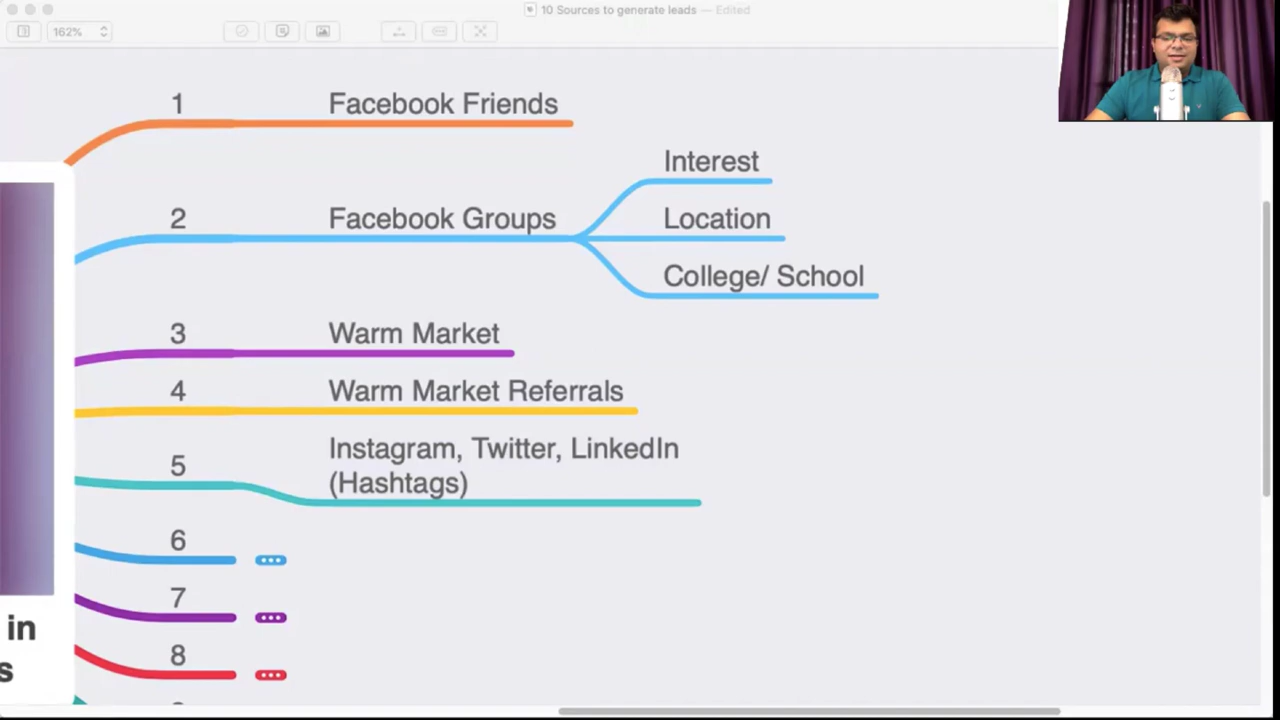 10 Sources to generate leads — Edited
162%
1 Facebook Friends
Interest
2 Facebook Groups
Location
College/ School
3 Warm Market
4 Warm Market Referrals
5 Instagram, Twitter, LinkedIn
(Hashtags)
6
7
8
in
s